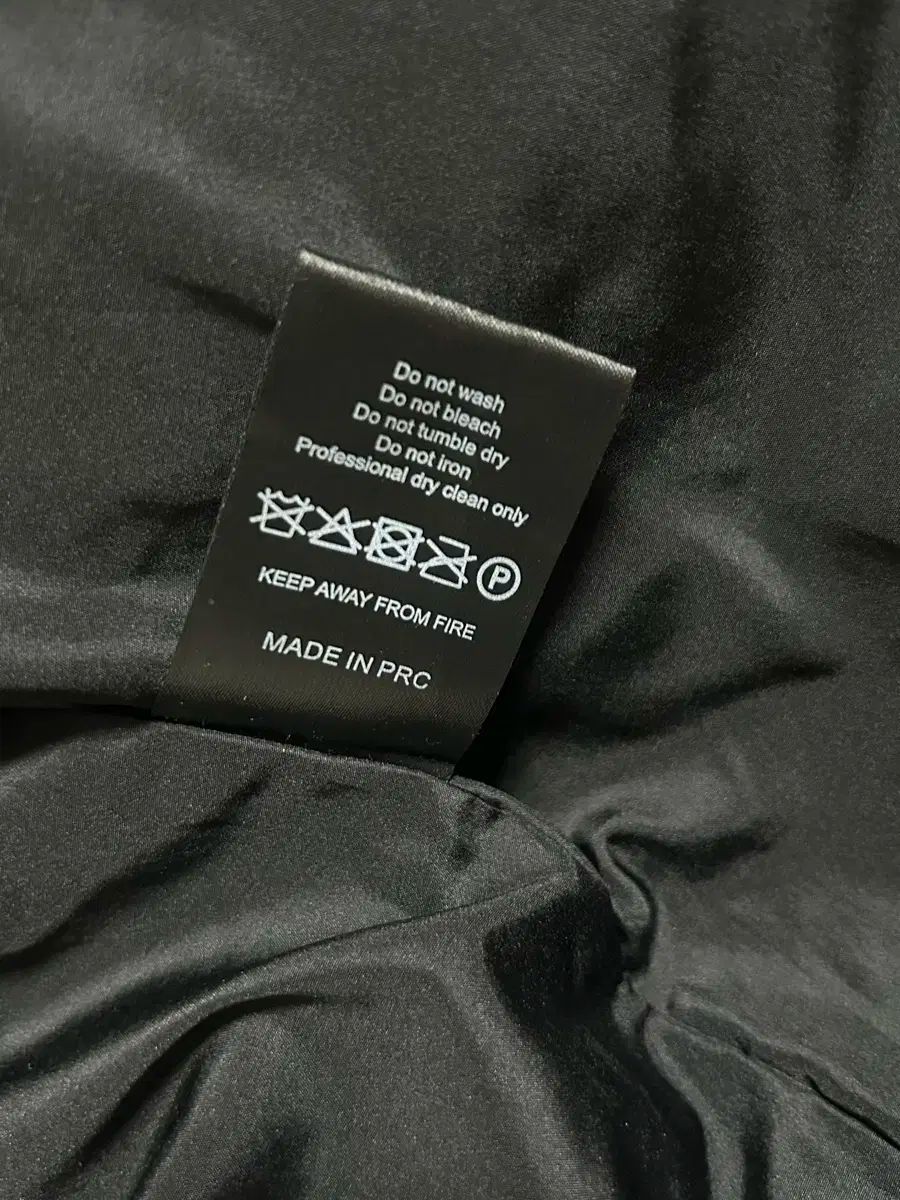 Do not wash
Do not bleach
Do not tumble dry
Do not iron
Professional dry clean only
P
KEEP AWAY FROM FIRE
MADE IN PRC